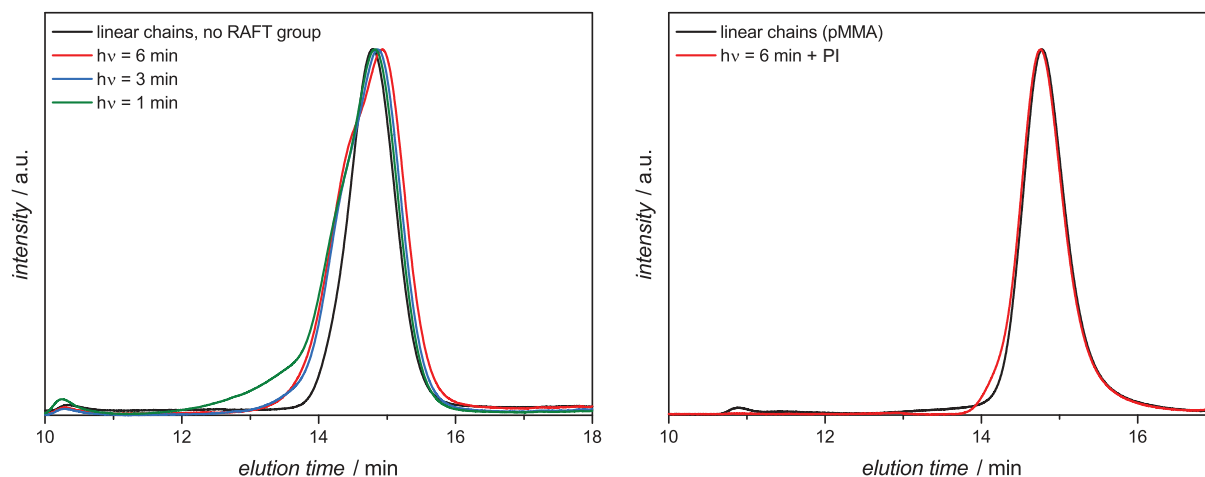 linear chains, no RAFT group
hν = 6 min
hν = 3 min
hν = 1 min
intensity / a.u.
10 12 14 16 18
elution time / min
linear chains (pMMA)
hν = 6 min + PI
intensity / a.u.
10 12 14 16
elution time / min